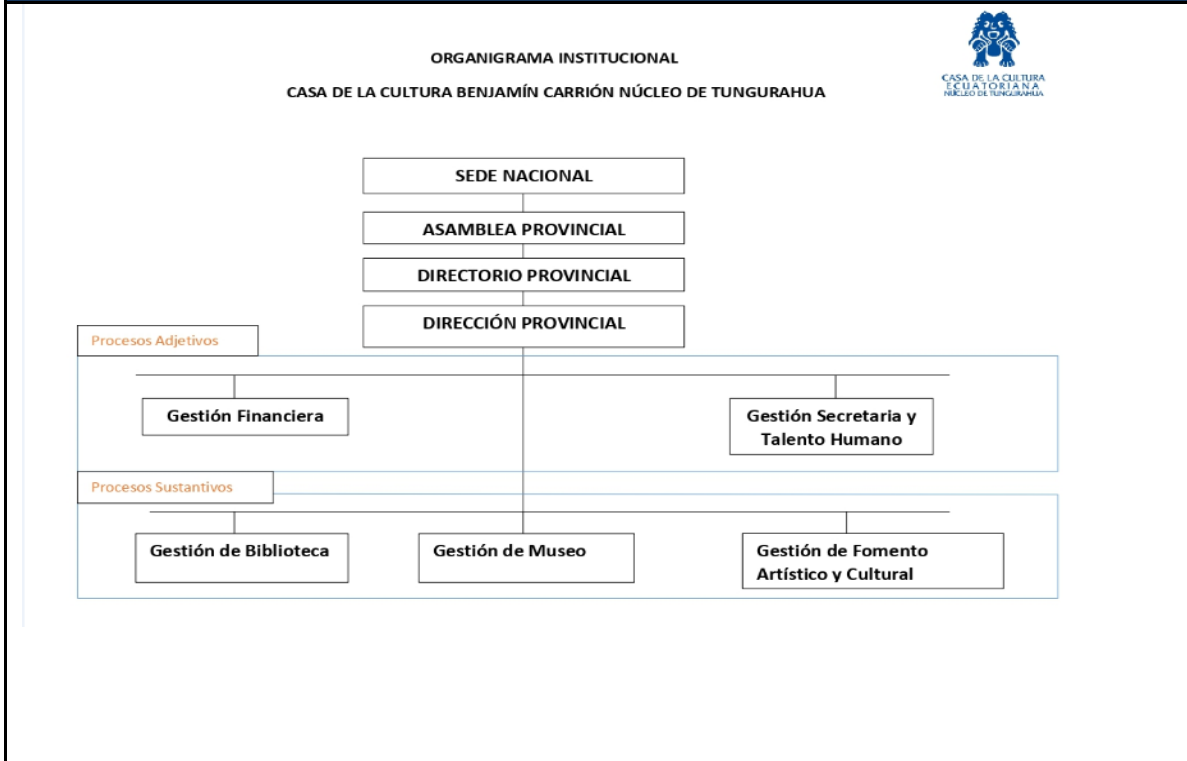 ORGANIGRAMA INSTITUCIONAL
CASA DE LA CULTURA BENJAMÍN CARRIÓN NÚCLEO DE TUNGURAHUA
CASA DE LA CULTURA
ECUATORIANA
NÚCLEO DE TUNGURAHUA
SEDE NACIONAL
ASAMBLEA PROVINCIAL
DIRECTORIO PROVINCIAL
DIRECCIÓN PROVINCIAL
Procesos Adjetivos
Gestión Financiera
Gestión Secretaria y
Talento Humano
Procesos Sustantivos
Gestión de Biblioteca
Gestión de Museo
Gestión de Fomento
Artístico y Cultural